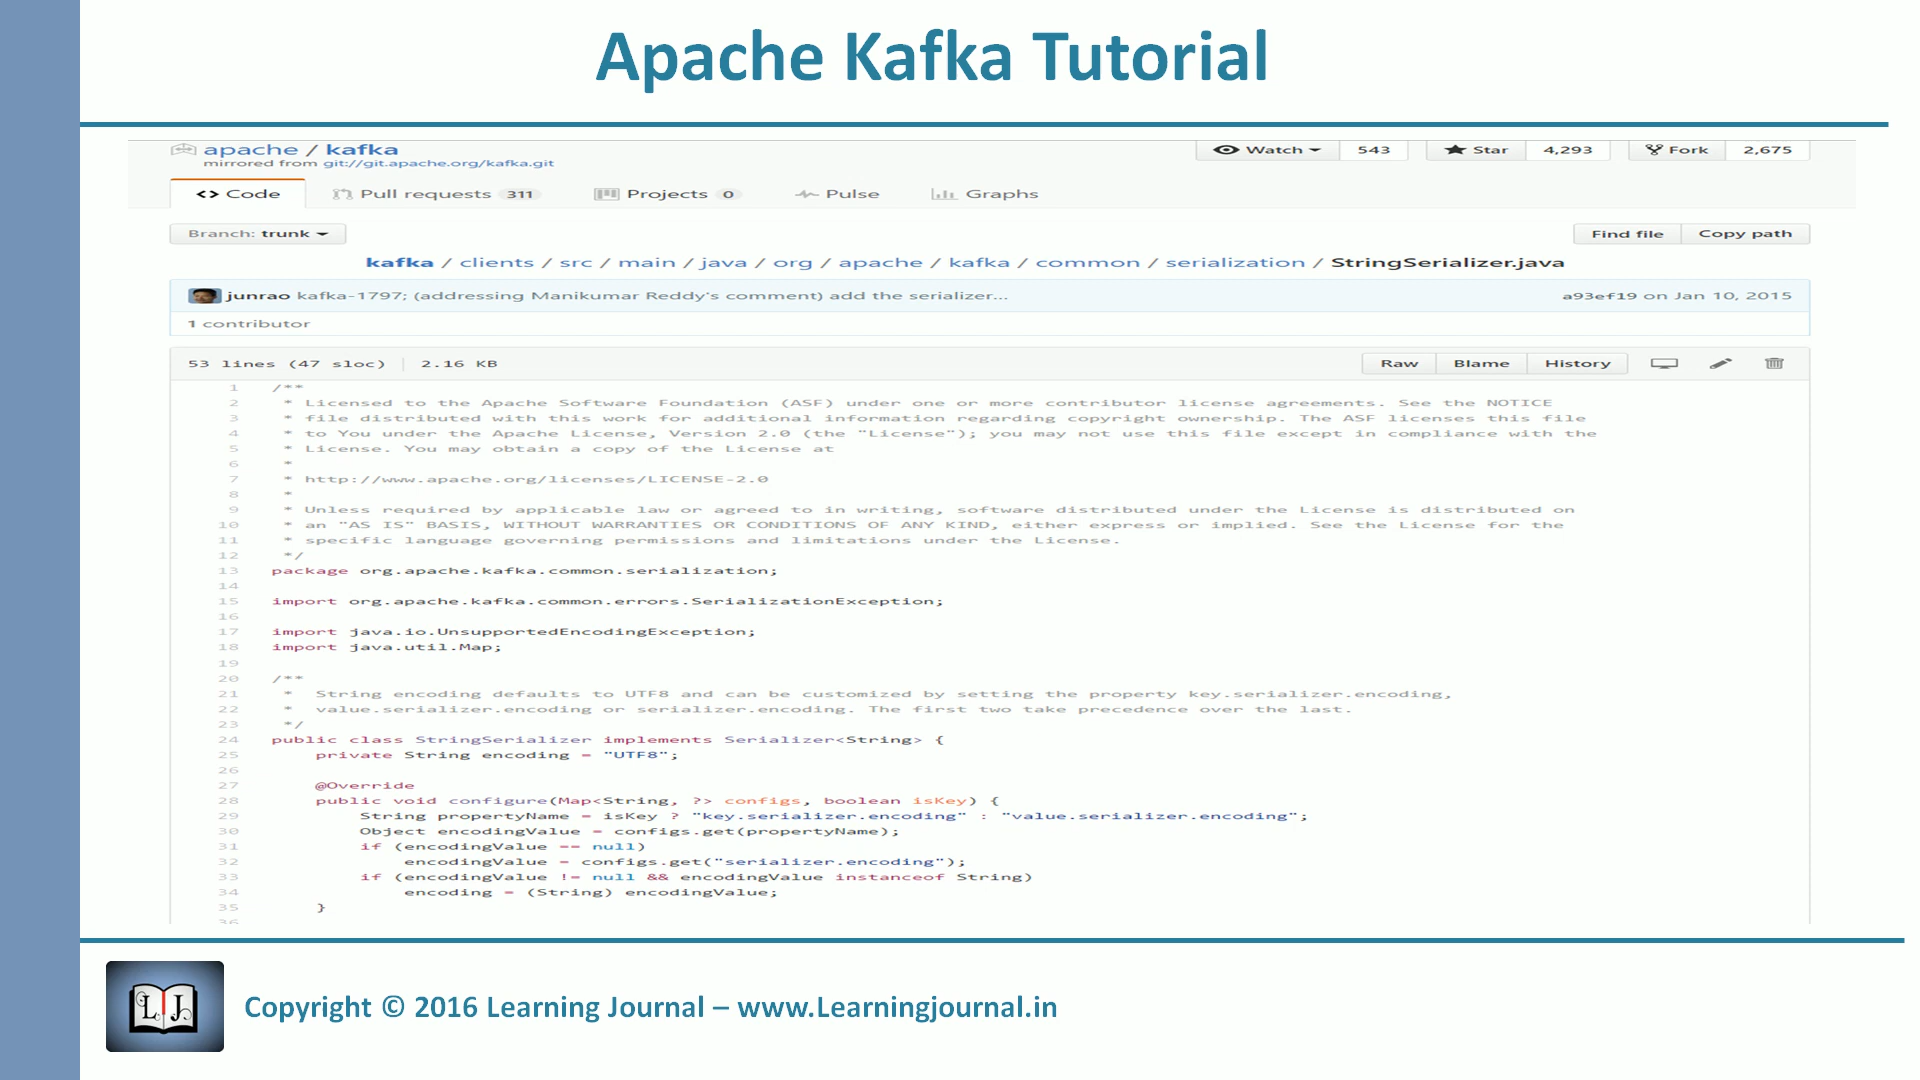 Apache Kafka Tutorial
apache / kafka
mirrored from git://git.apache.org/kafka.git
Watch 543 Star 4,293 Fork 2,675
Code Pull requests 311 Projects 0 Pulse Graphs
Branch: trunk Find file Copy path
kafka / clients / src / main / java / org / apache / kafka / common / serialization / StringSerializer.java
junrao kafka-1797; (addressing Manikumar Reddy's comment) add the serializer... a93ef19 on Jan 10, 2015
1 contributor
53 lines (47 sloc) 2.16 KB Raw Blame History
1 /**
2 * Licensed to the Apache Software Foundation (ASF) under one or more contributor license agreements. See the NOTICE
3 * file distributed with this work for additional information regarding copyright ownership. The ASF licenses this file
4 * to You under the Apache License, Version 2.0 (the "License"); you may not use this file except in compliance with the
5 * License. You may obtain a copy of the License at
6 *
7 * http://www.apache.org/licenses/LICENSE-2.0
8 *
9 * Unless required by applicable law or agreed to in writing, software distributed under the License is distributed on
10 * an "AS IS" BASIS, WITHOUT WARRANTIES OR CONDITIONS OF ANY KIND, either express or implied. See the License for the
11 * specific language governing permissions and limitations under the License.
12 */
13 package org.apache.kafka.common.serialization;
14
15 import org.apache.kafka.common.errors.SerializationException;
16
17 import java.io.UnsupportedEncodingException;
18 import java.util.Map;
19
20 /**
21 * String encoding defaults to UTF8 and can be customized by setting the property key.serializer.encoding,
22 * value.serializer.encoding or serializer.encoding. The first two take precedence over the last.
23 */
24 public class StringSerializer implements Serializer<String> {
25 private String encoding = "UTF8";
26
27 @Override
28 public void configure(Map<String, ?> configs, boolean isKey) {
29 String propertyName = isKey ? "key.serializer.encoding" : "value.serializer.encoding";
30 Object encodingValue = configs.get(propertyName);
31 if (encodingValue == null)
32 encodingValue = configs.get("serializer.encoding");
33 if (encodingValue != null && encodingValue instanceof String)
34 encoding = (String) encodingValue;
35 }
36
LJ
Copyright © 2016 Learning Journal – www.Learningjournal.in